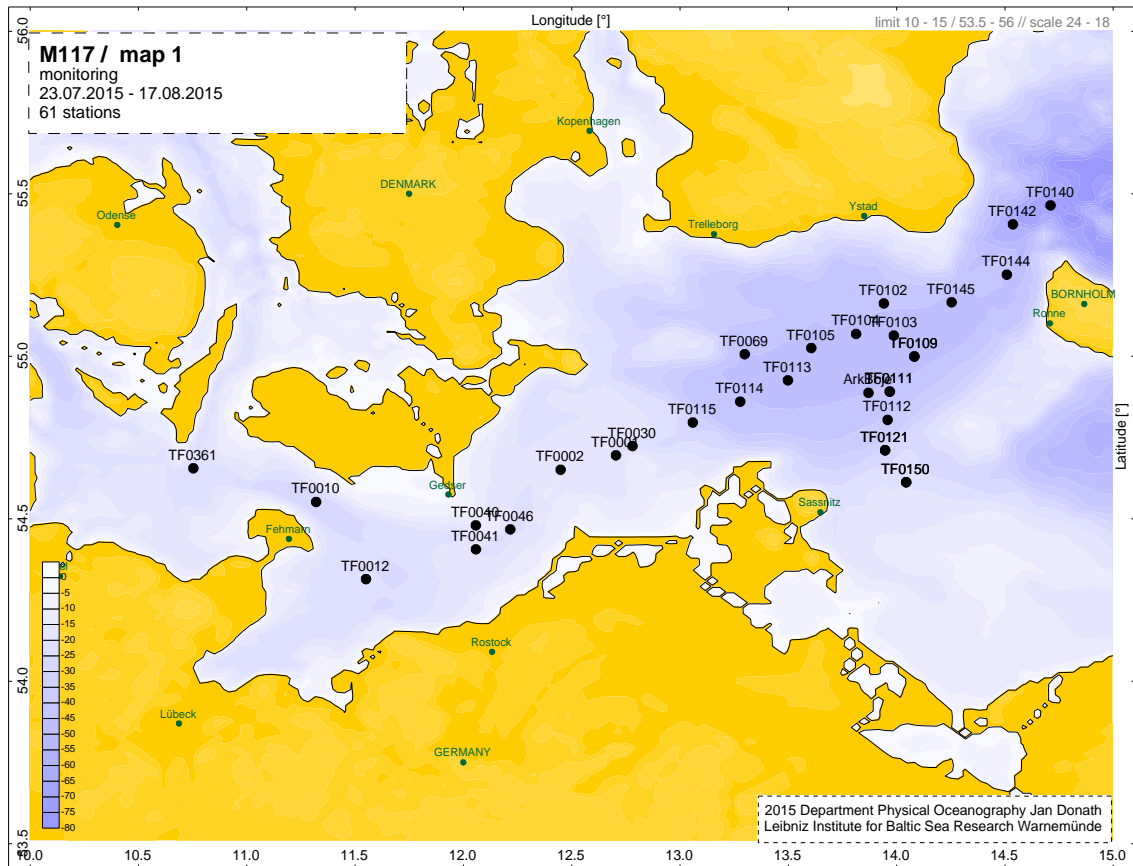 Longitude [°]
limit 10 - 15 / 53.5 - 56 // scale 24 - 18
M117 / map 1
monitoring
23.07.2015 - 17.08.2015
61 stations
56.0
55.5
55.0
54.5
54.0
53.5
Latitude [°]
Kopenhagen
DENMARK
Odense
Trelleborg
Ystad
TF0140
TF0142
TF0144
BORNHOLM
Ronne
TF0145
TF0102
TF0104
TF0103
TF0105
TF0109
TF0069
TF0113
TF0111
TF0114
TF0112
TF0115
TF0121
TF0030
TF0001
TF0002
TF0150
TF0361
TF0010
Gedser
Sassnitz
TF0040
TF0046
TF0041
Fehmarn
TF0012
Rostock
Lübeck
GERMANY
0
-5
-10
-15
-20
-25
-30
-35
-40
-45
-50
-55
-60
-65
-70
-75
-80
2015 Department Physical Oceanography Jan Donath
Leibniz Institute for Baltic Sea Research Warnemünde
10.0 10.5 11.0 11.5 12.0 12.5 13.0 13.5 14.0 14.5 15.0